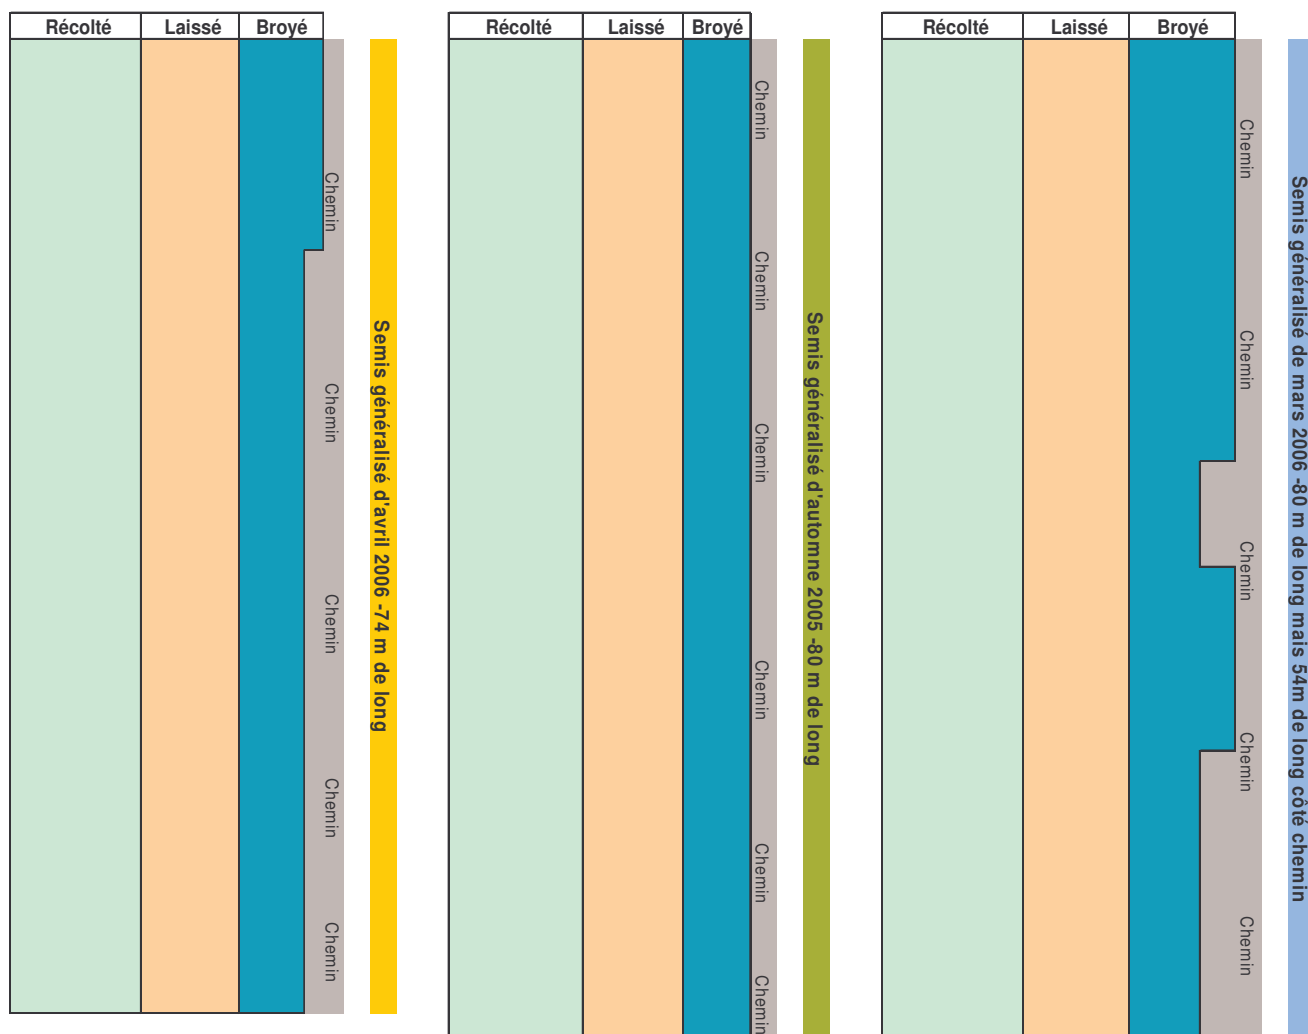 Récolté Laissé Broyé
Chemin
Chemin
Chemin
Chemin
Chemin
Semis généralisé d'avril 2006 -74 m de long
Récolté Laissé Broyé
Chemin
Chemin
Chemin
Chemin
Chemin
Chemin
Semis généralisé d'automne 2005 -80 m de long
Récolté Laissé Broyé
Chemin
Chemin
Chemin
Chemin
Chemin
Semis généralisé de mars 2006 -80 m de long mais 54m de long côté chemin